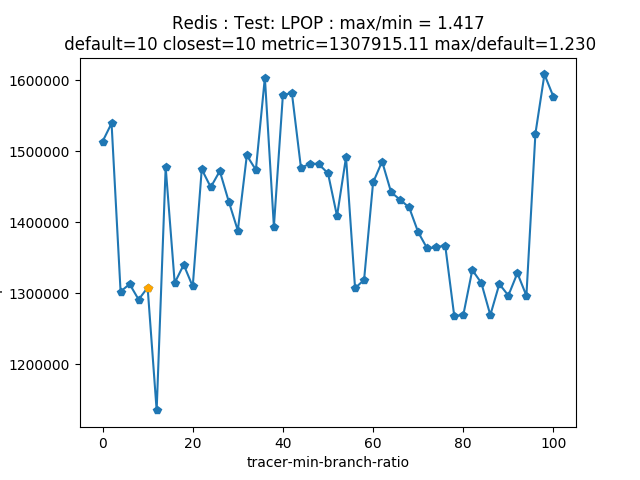 Redis : Test: LPOP : max/min = 1.417
default=10 closest=10 metric=1307915.11 max/default=1.230
1600000
1500000
1400000
1300000
1200000
0 20 40 60 80 100
tracer-min-branch-ratio